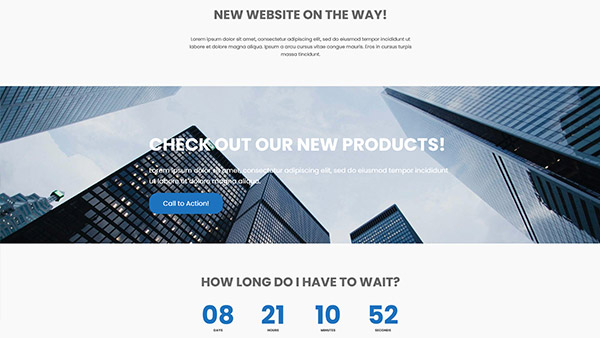 NEW WEBSITE ON THE WAY!
Lorem ipsum dolor sit amet, consectetur adipiscing elit, sed do eiusmod tempor incididunt ut
labore et dolore magna aliqua. Ipsum a arcu cursus vitae congue mauris. Eros in cursus turpis
massa tincidunt.
CHECK OUT OUR NEW PRODUCTS!
Lorem ipsum dolor sit amet, consectetur adipiscing elit, sed do eiusmod tempor incididunt
ut labore et dolore magna aliqua.
Call to Action!
HOW LONG DO I HAVE TO WAIT?
08 21 10 52
DAYS HOURS MINUTES SECONDS